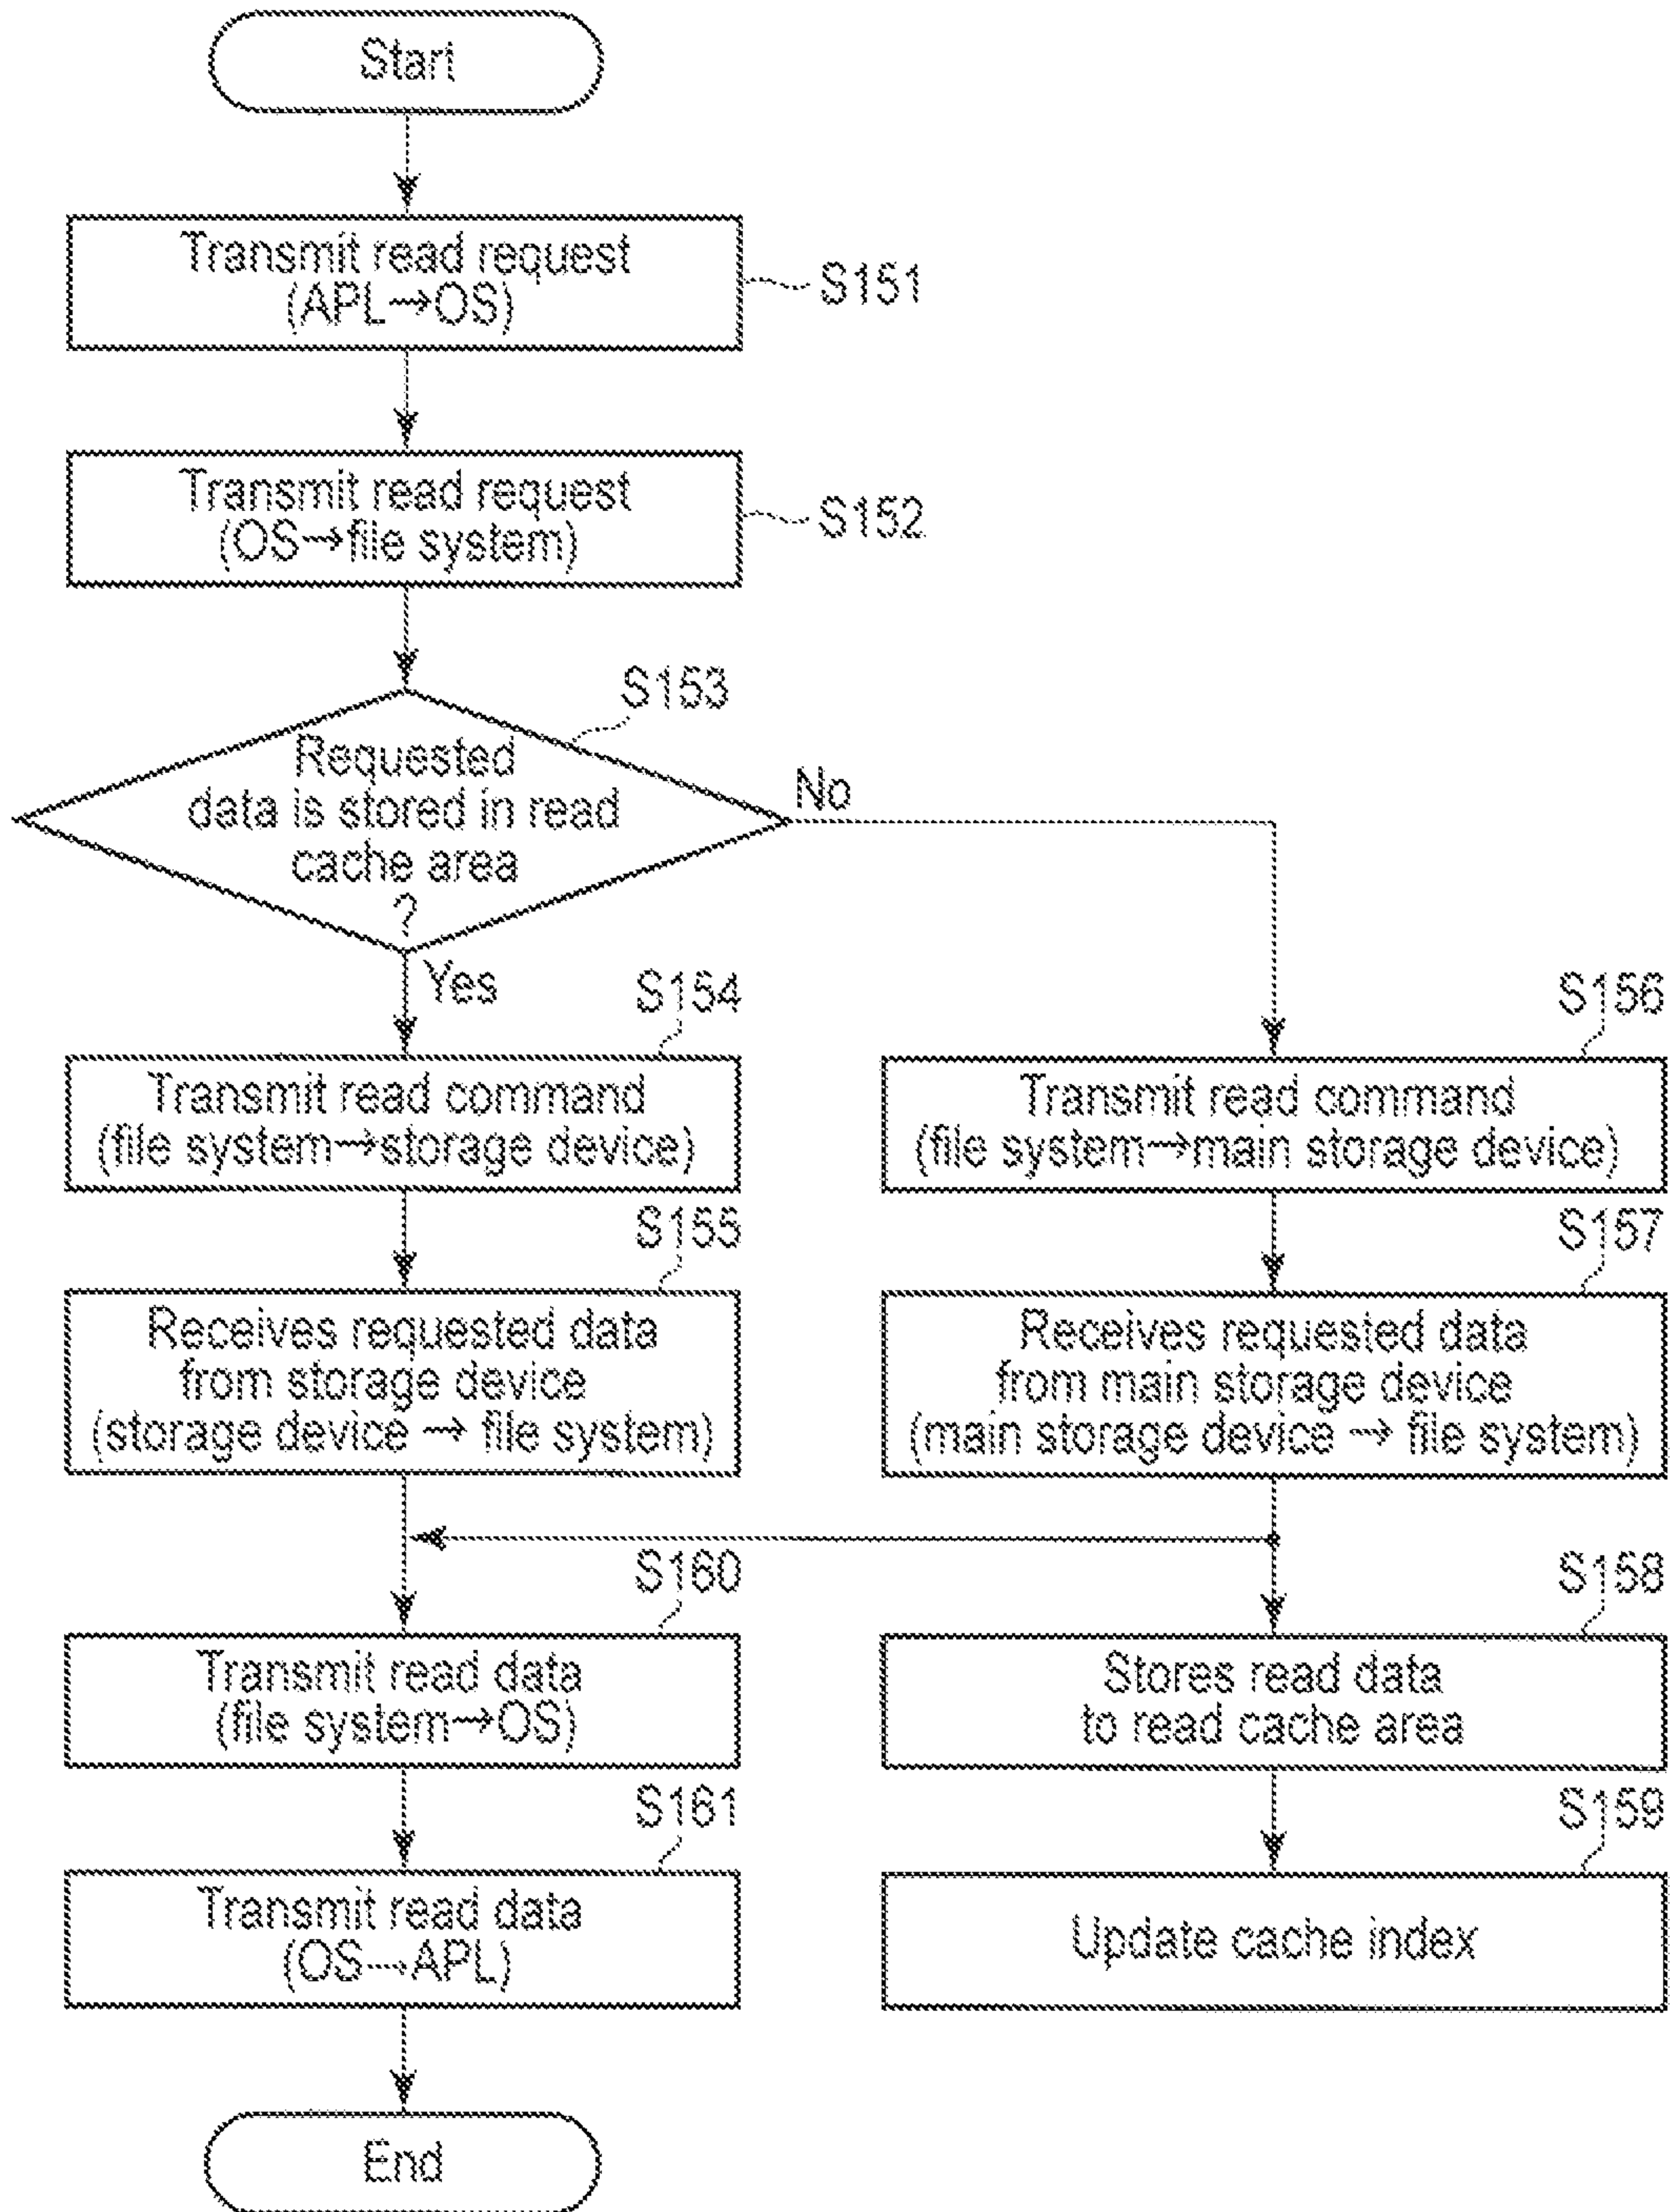 Start
Transmit read request
(APL→OS)
S151
Transmit read request
(OS→file system)
S152
S153
Requested
data is stored in read
cache area
?
No
Yes
S154
Transmit read command
(file system→storage device)
S156
Transmit read command
(file system→main storage device)
S155
Receives requested data
from storage device
(storage device → file system)
S157
Receives requested data
from main storage device
(main storage device → file system)
S160
Transmit read data
(file system→OS)
S158
Stores read data
to read cache area
S161
Transmit read data
(OS→APL)
S159
Update cache index
End